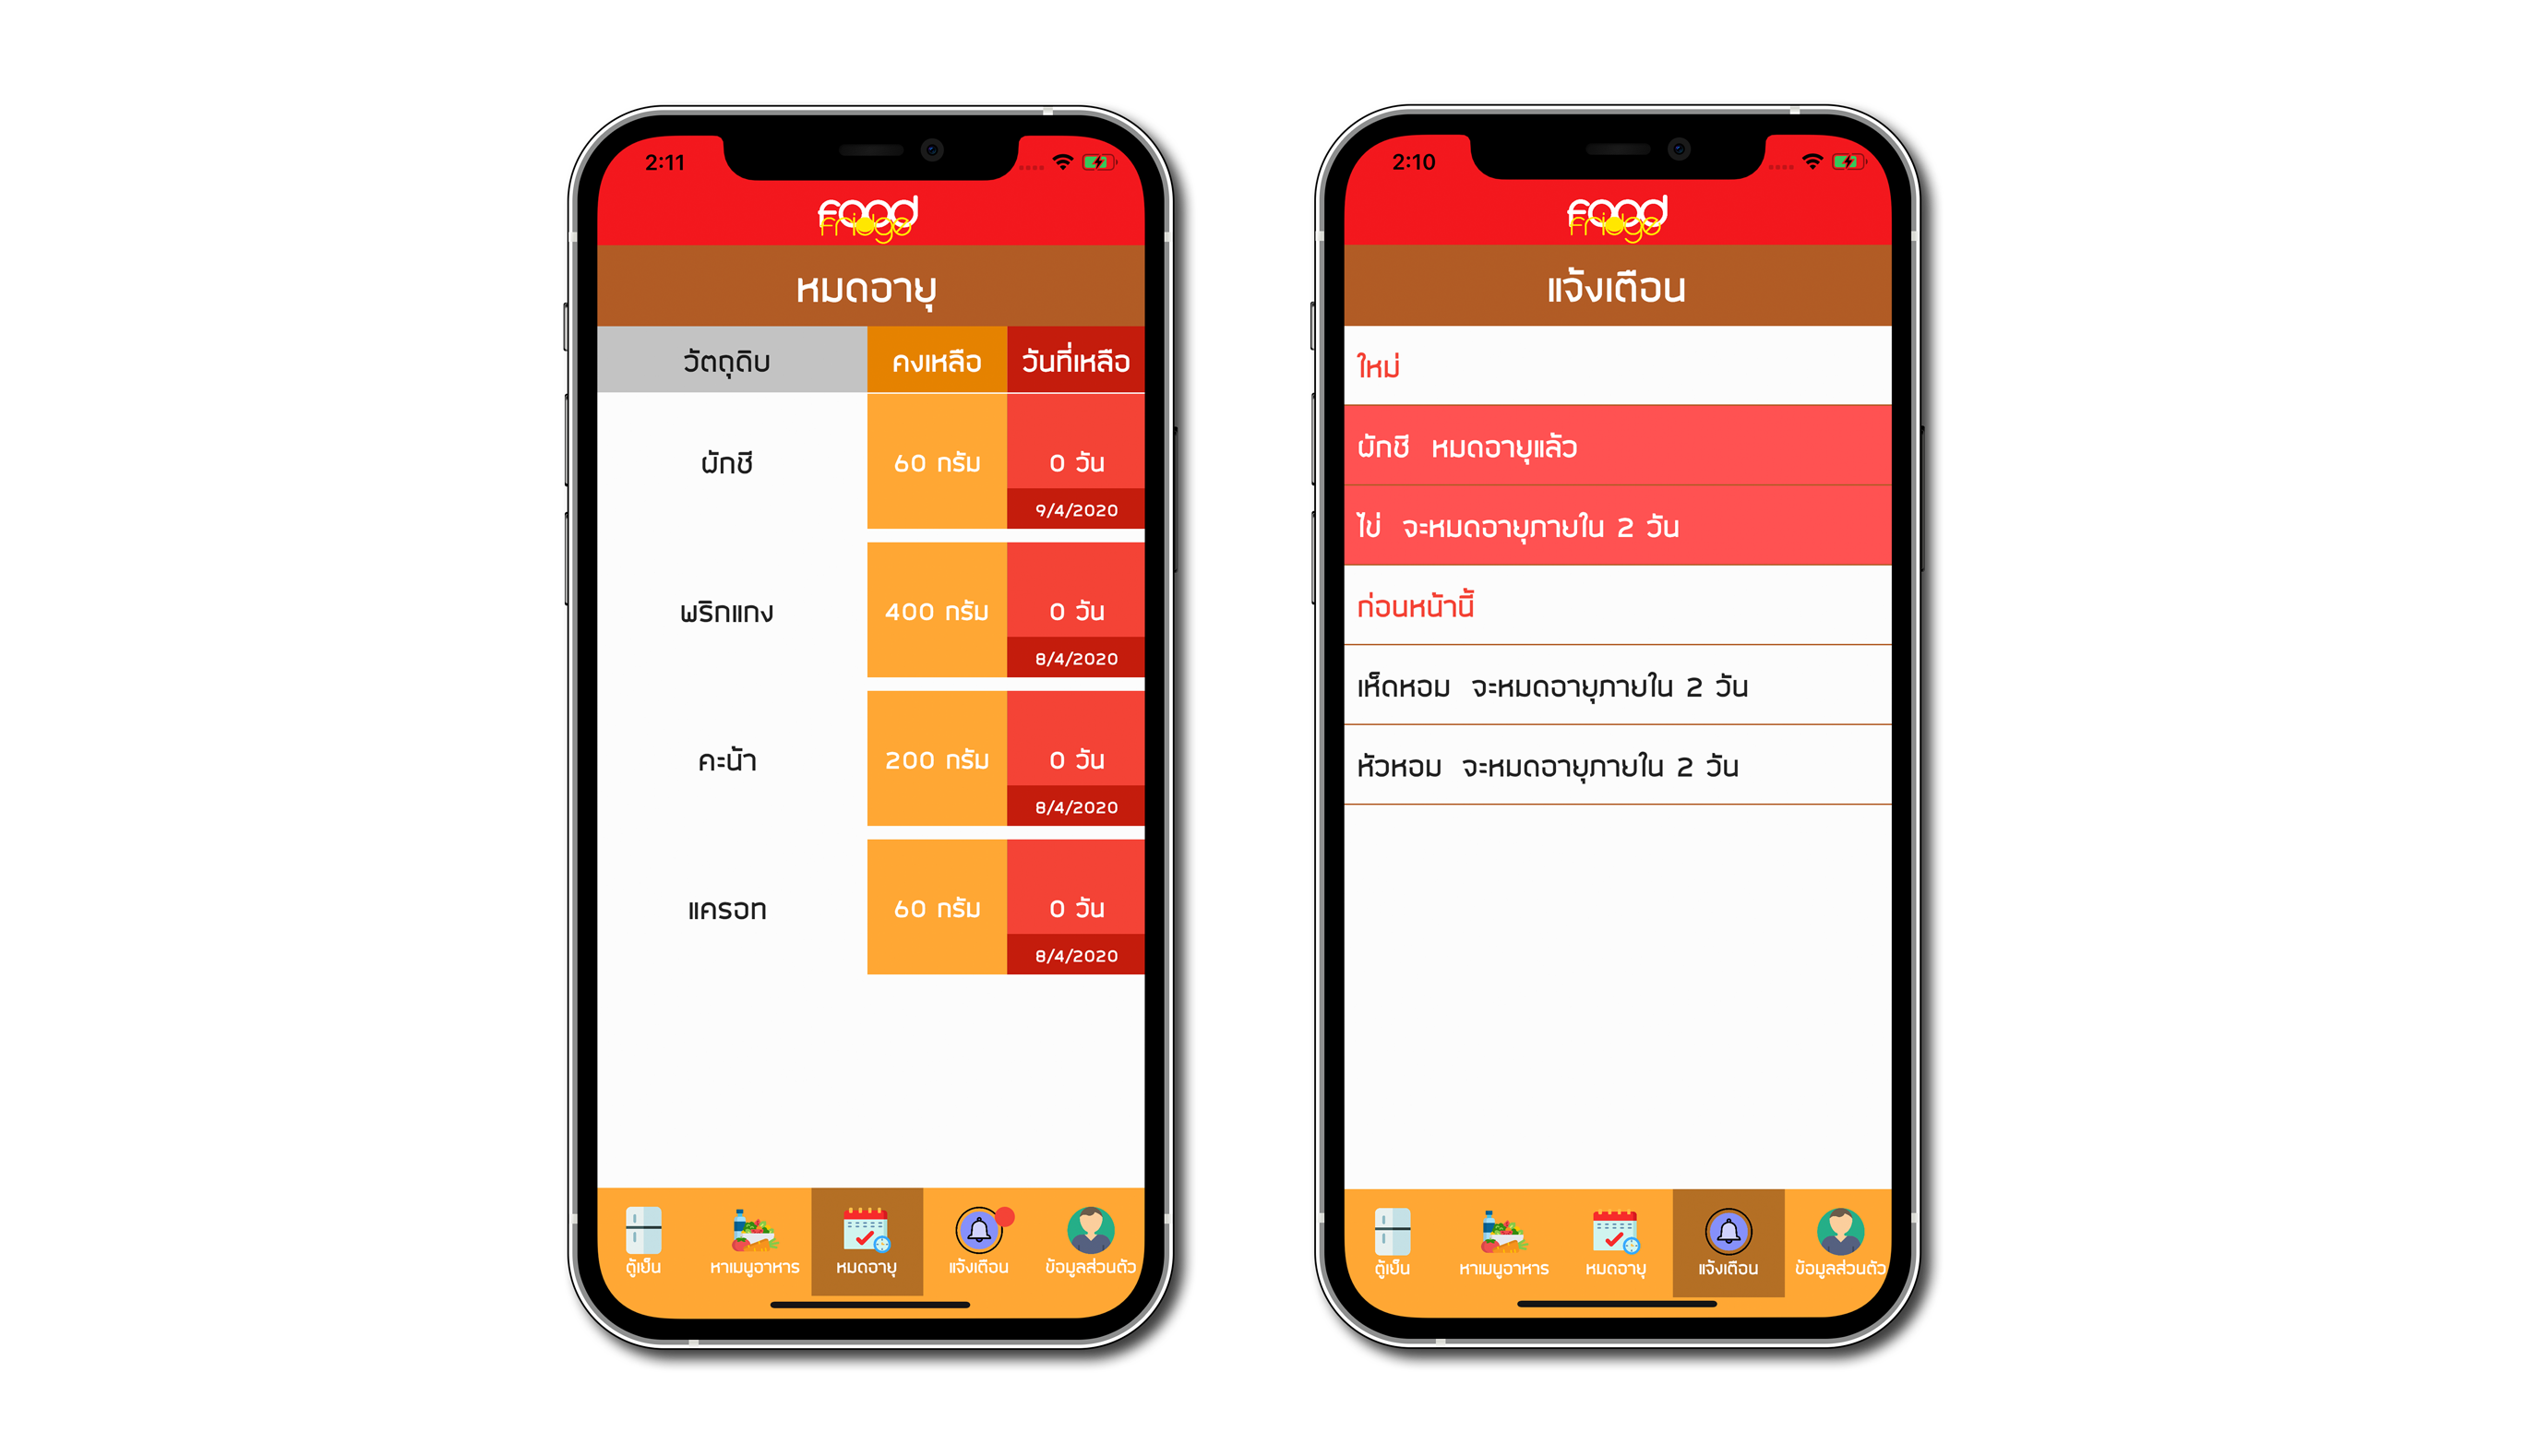 2:11
food
fridge
หมดอายุ
วัตถุดิบ คงเหลือ วันที่เหลือ
ผักชี 60 กรัม 0 วัน
9/4/2020
พริกแกง 400 กรัม 0 วัน
8/4/2020
คะน้า 200 กรัม 0 วัน
8/4/2020
แครอท 60 กรัม 0 วัน
8/4/2020
ตู้เย็น หาเมนูอาหาร หมดอายุ แจ้งเตือน ข้อมูลส่วนตัว
2:10
food
fridge
แจ้งเตือน
ใหม่
ผักชี หมดอายุแล้ว
ไข่ จะหมดอายุภายใน 2 วัน
ก่อนหน้านี้
เห็ดหอม จะหมดอายุภายใน 2 วัน
หัวหอม จะหมดอายุภายใน 2 วัน
ตู้เย็น หาเมนูอาหาร หมดอายุ แจ้งเตือน ข้อมูลส่วนตัว